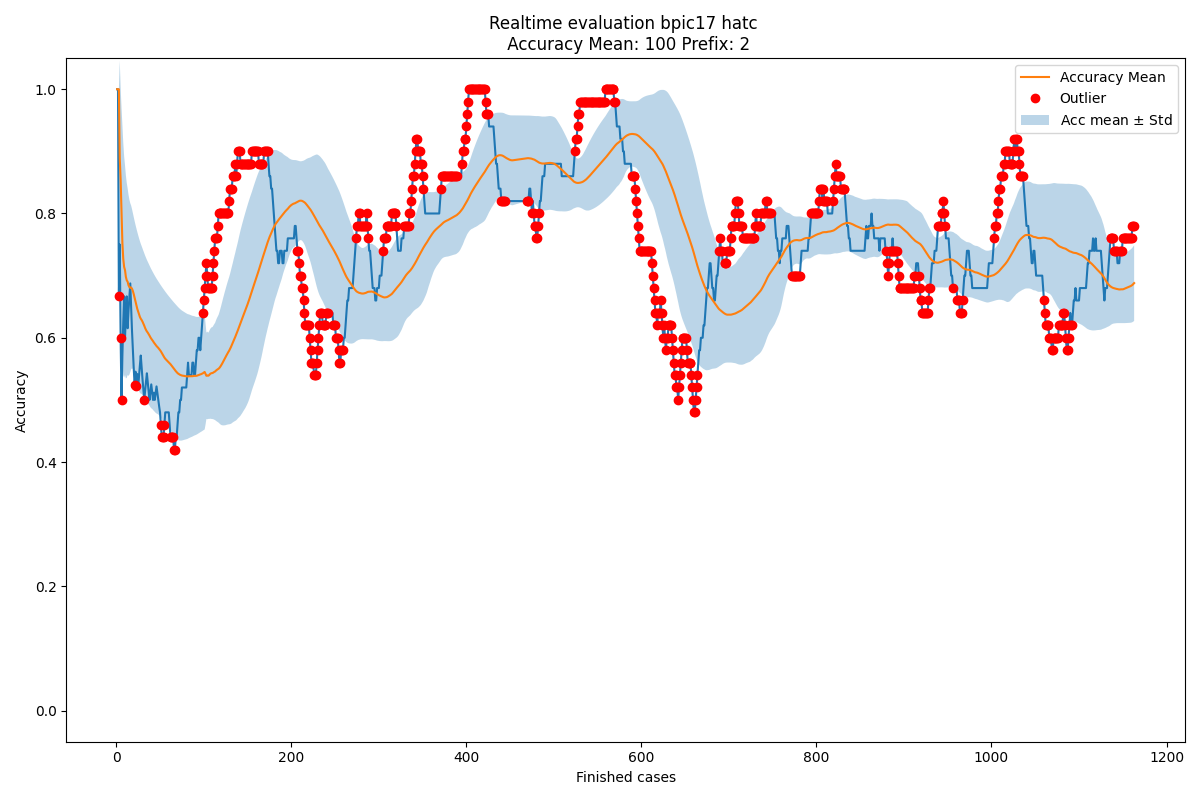 Realtime evaluation bpic17 hatc
Accuracy Mean: 100 Prefix: 2
Accuracy Mean
Outlier
Acc mean ± Std
1.0
0.8
0.6
0.4
0.2
0.0
Accuracy
0 200 400 600 800 1000 1200
Finished cases